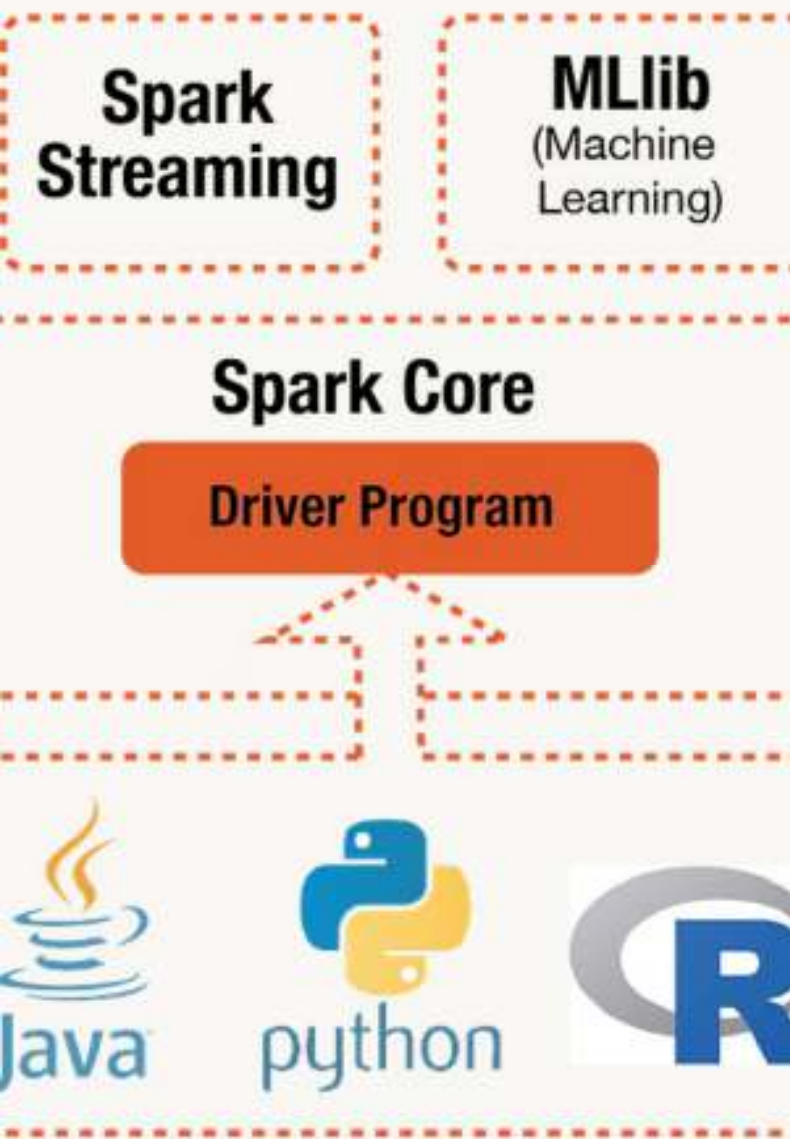 Spark
Streaming
MLlib
(Machine
Learning)
Spark Core
Driver Program
Java
python
R